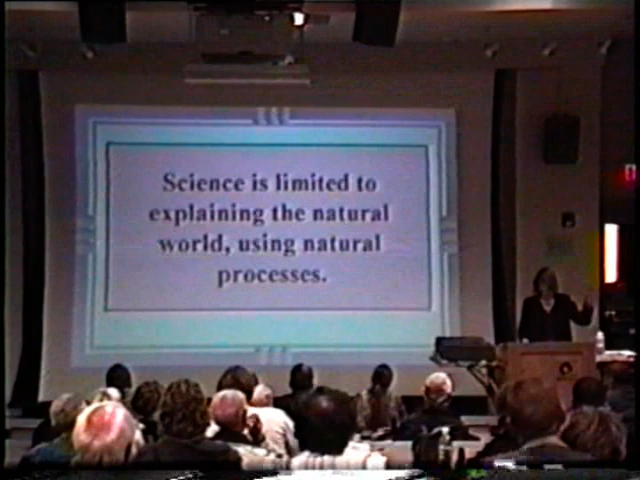 Science is limited to
explaining the natural
world, using natural
processes.